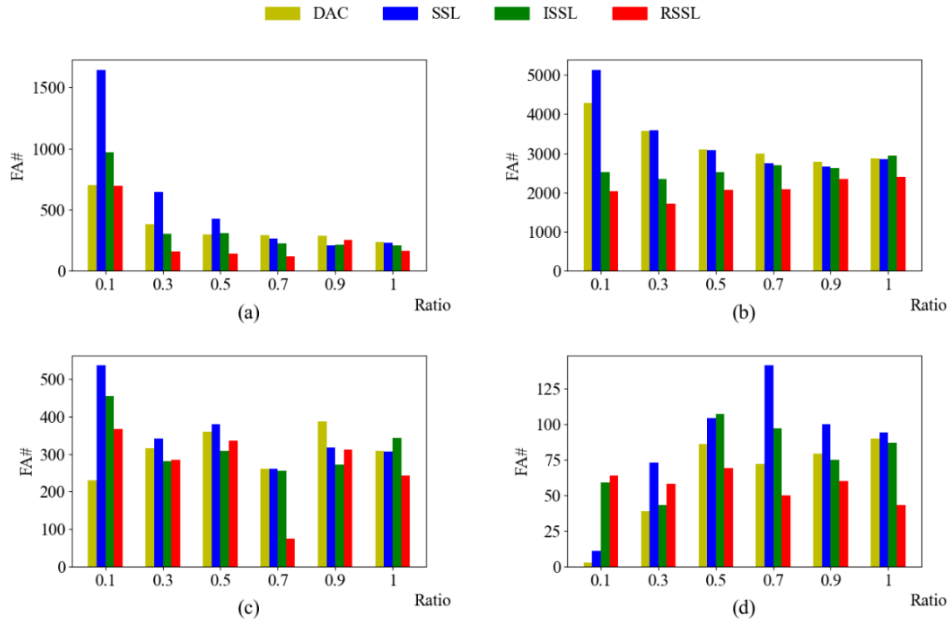 DAC SSL ISSL RSSL
1500
1000
500
0
FA#
0.1 0.3 0.5 0.7 0.9 1
Ratio
(a)
5000
4000
3000
2000
1000
0
FA#
0.1 0.3 0.5 0.7 0.9 1
Ratio
(b)
500
400
300
200
100
0
FA#
0.1 0.3 0.5 0.7 0.9 1
Ratio
(c)
125
100
75
50
25
0
FA#
0.1 0.3 0.5 0.7 0.9 1
Ratio
(d)